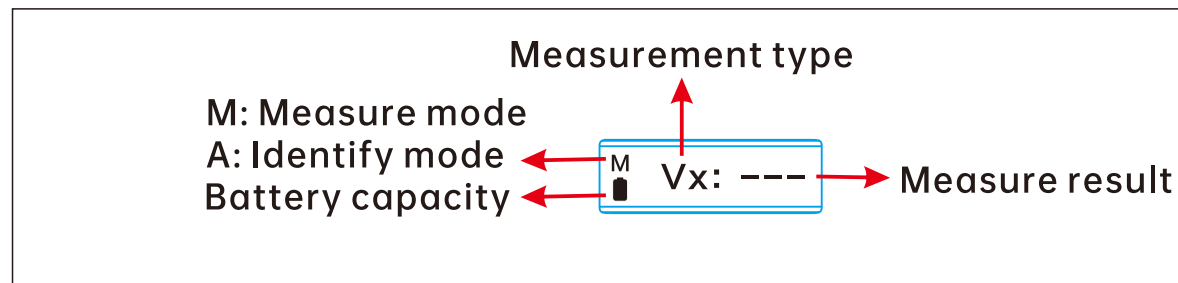 Measurement type
M: Measure mode
A: Identify mode
Battery capacity
M
Vx: ---
Measure result